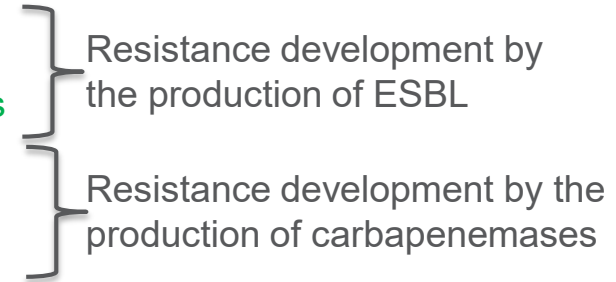 Resistance development by
the production of ESBL
s
Resistance development by the
production of carbapenemases